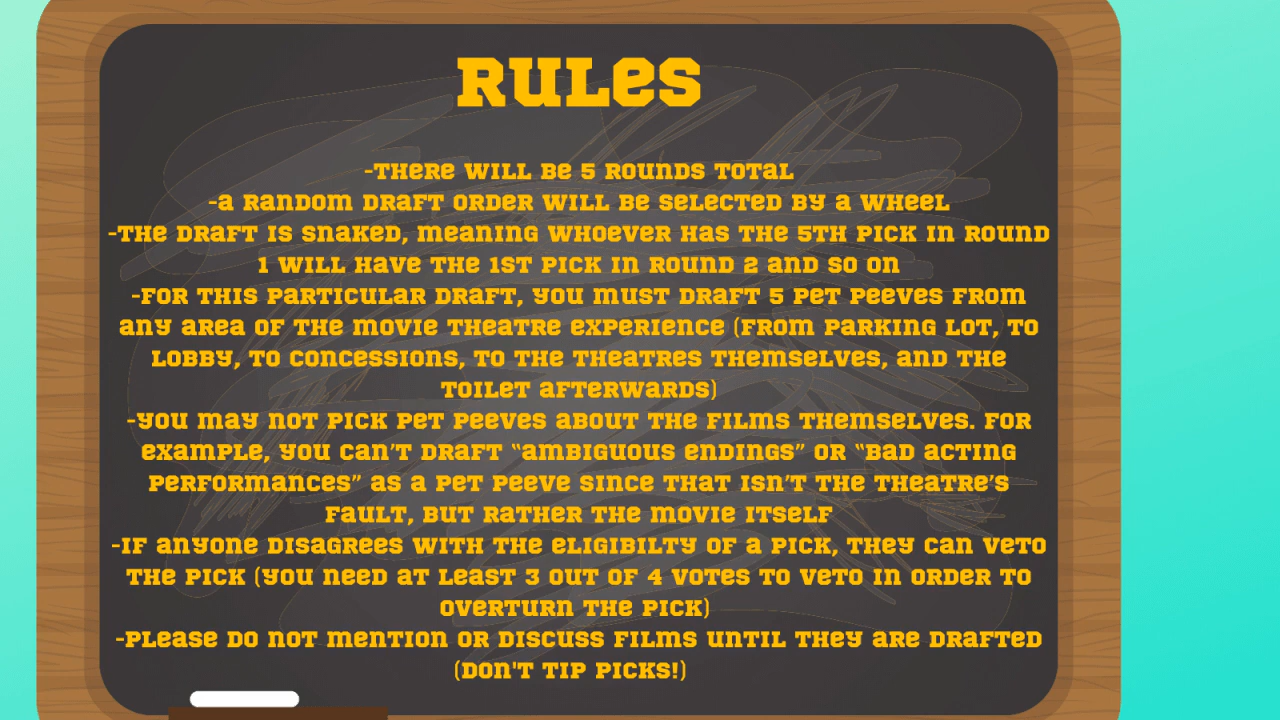 RULES
-THERE WILL BE 5 ROUNDS TOTAL
-A RANDOM DRAFT ORDER WILL BE SELECTED BY A WHEEL
-THE DRAFT IS SNAKED, MEANING WHOEVER HAS THE 5TH PICK IN ROUND
1 WILL HAVE THE 1ST PICK IN ROUND 2 AND SO ON
-FOR THIS PARTICULAR DRAFT, YOU MUST DRAFT 5 PET PEEVES FROM
ANY AREA OF THE MOVIE THEATRE EXPERIENCE (FROM PARKING LOT, TO
LOBBY, TO CONCESSIONS, TO THE THEATRES THEMSELVES, AND THE
TOILET AFTERWARDS)
-YOU MAY NOT PICK PET PEEVES ABOUT THE FILMS THEMSELVES. FOR
EXAMPLE, YOU CAN'T DRAFT "AMBIGUOUS ENDINGS" OR "BAD ACTING
PERFORMANCES" AS A PET PEEVE SINCE THAT ISN'T THE THEATRE'S
FAULT, BUT RATHER THE MOVIE ITSELF
-IF ANYONE DISAGREES WITH THE ELIGIBILTY OF A PICK, THEY CAN VETO
THE PICK (YOU NEED AT LEAST 3 OUT OF 4 VOTES TO VETO IN ORDER TO
OVERTURN THE PICK)
-PLEASE DO NOT MENTION OR DISCUSS FILMS UNTIL THEY ARE DRAFTED
(DON'T TIP PICKS!)